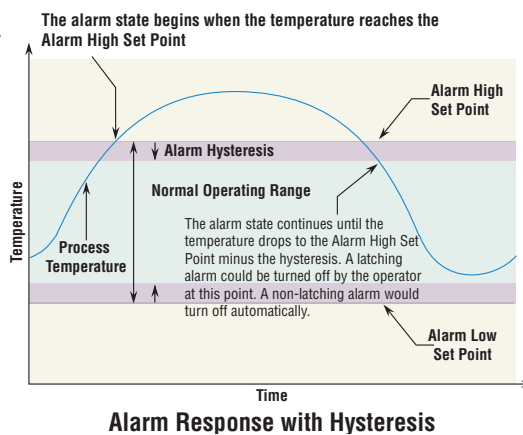 The alarm state begins when the temperature reaches the
Alarm High Set Point
Alarm High
Set Point
Alarm Hysteresis
Normal Operating Range
The alarm state continues until the
temperature drops to the Alarm High Set
Point minus the hysteresis. A latching
alarm could be turned off by the operator
at this point. A non-latching alarm would
turn off automatically.
Process
Temperature
Temperature
Alarm Low
Set Point
Time
Alarm Response with Hysteresis